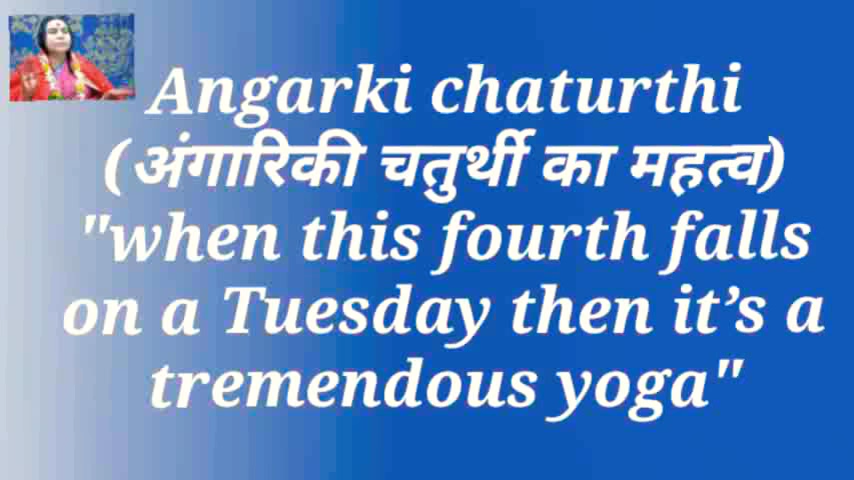 Angarki chaturthi
(अंगारिकी चतुर्थी का महत्व)
"when this fourth falls
on a Tuesday then it’s a
tremendous yoga"